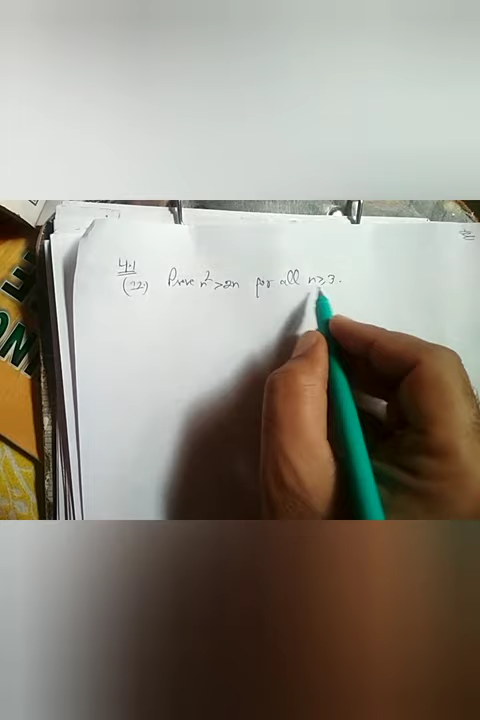 4.1
(22) Prove n² > 2n for all n ≥ 3.